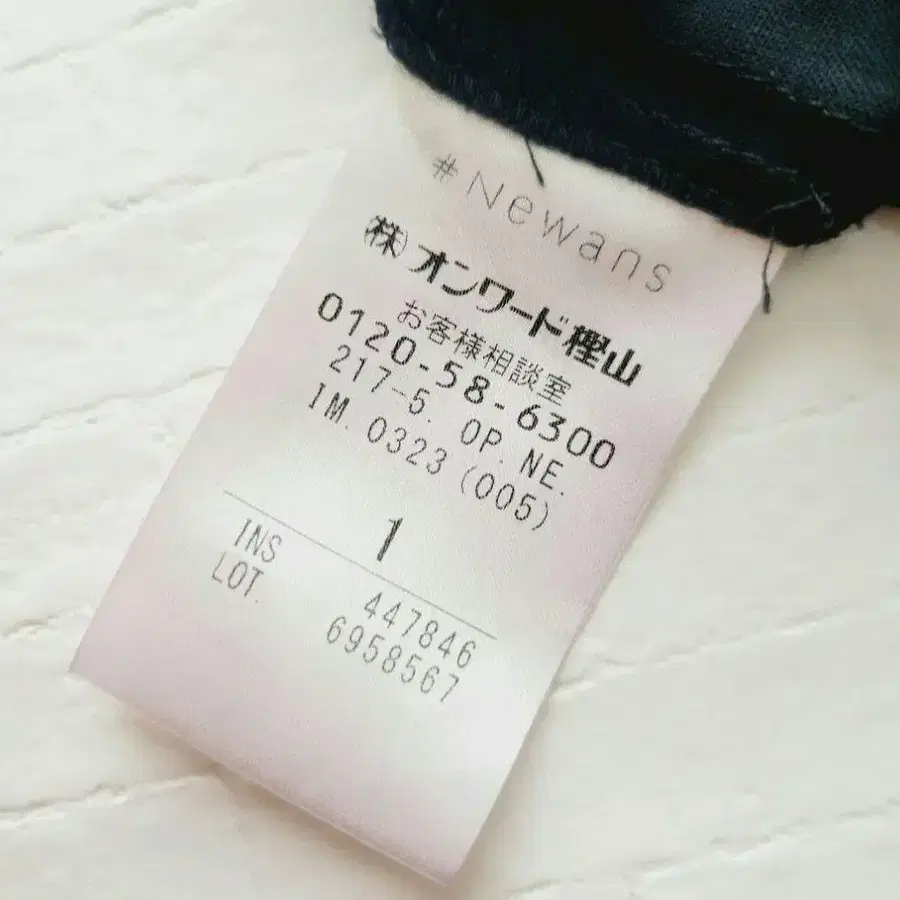 #Newans
㈱オンワード樫山
お客様相談室
0120-58-6300
217-5. OP. NE.
IM. 0323 (005)
1
INS 447846
LOT. 6958567